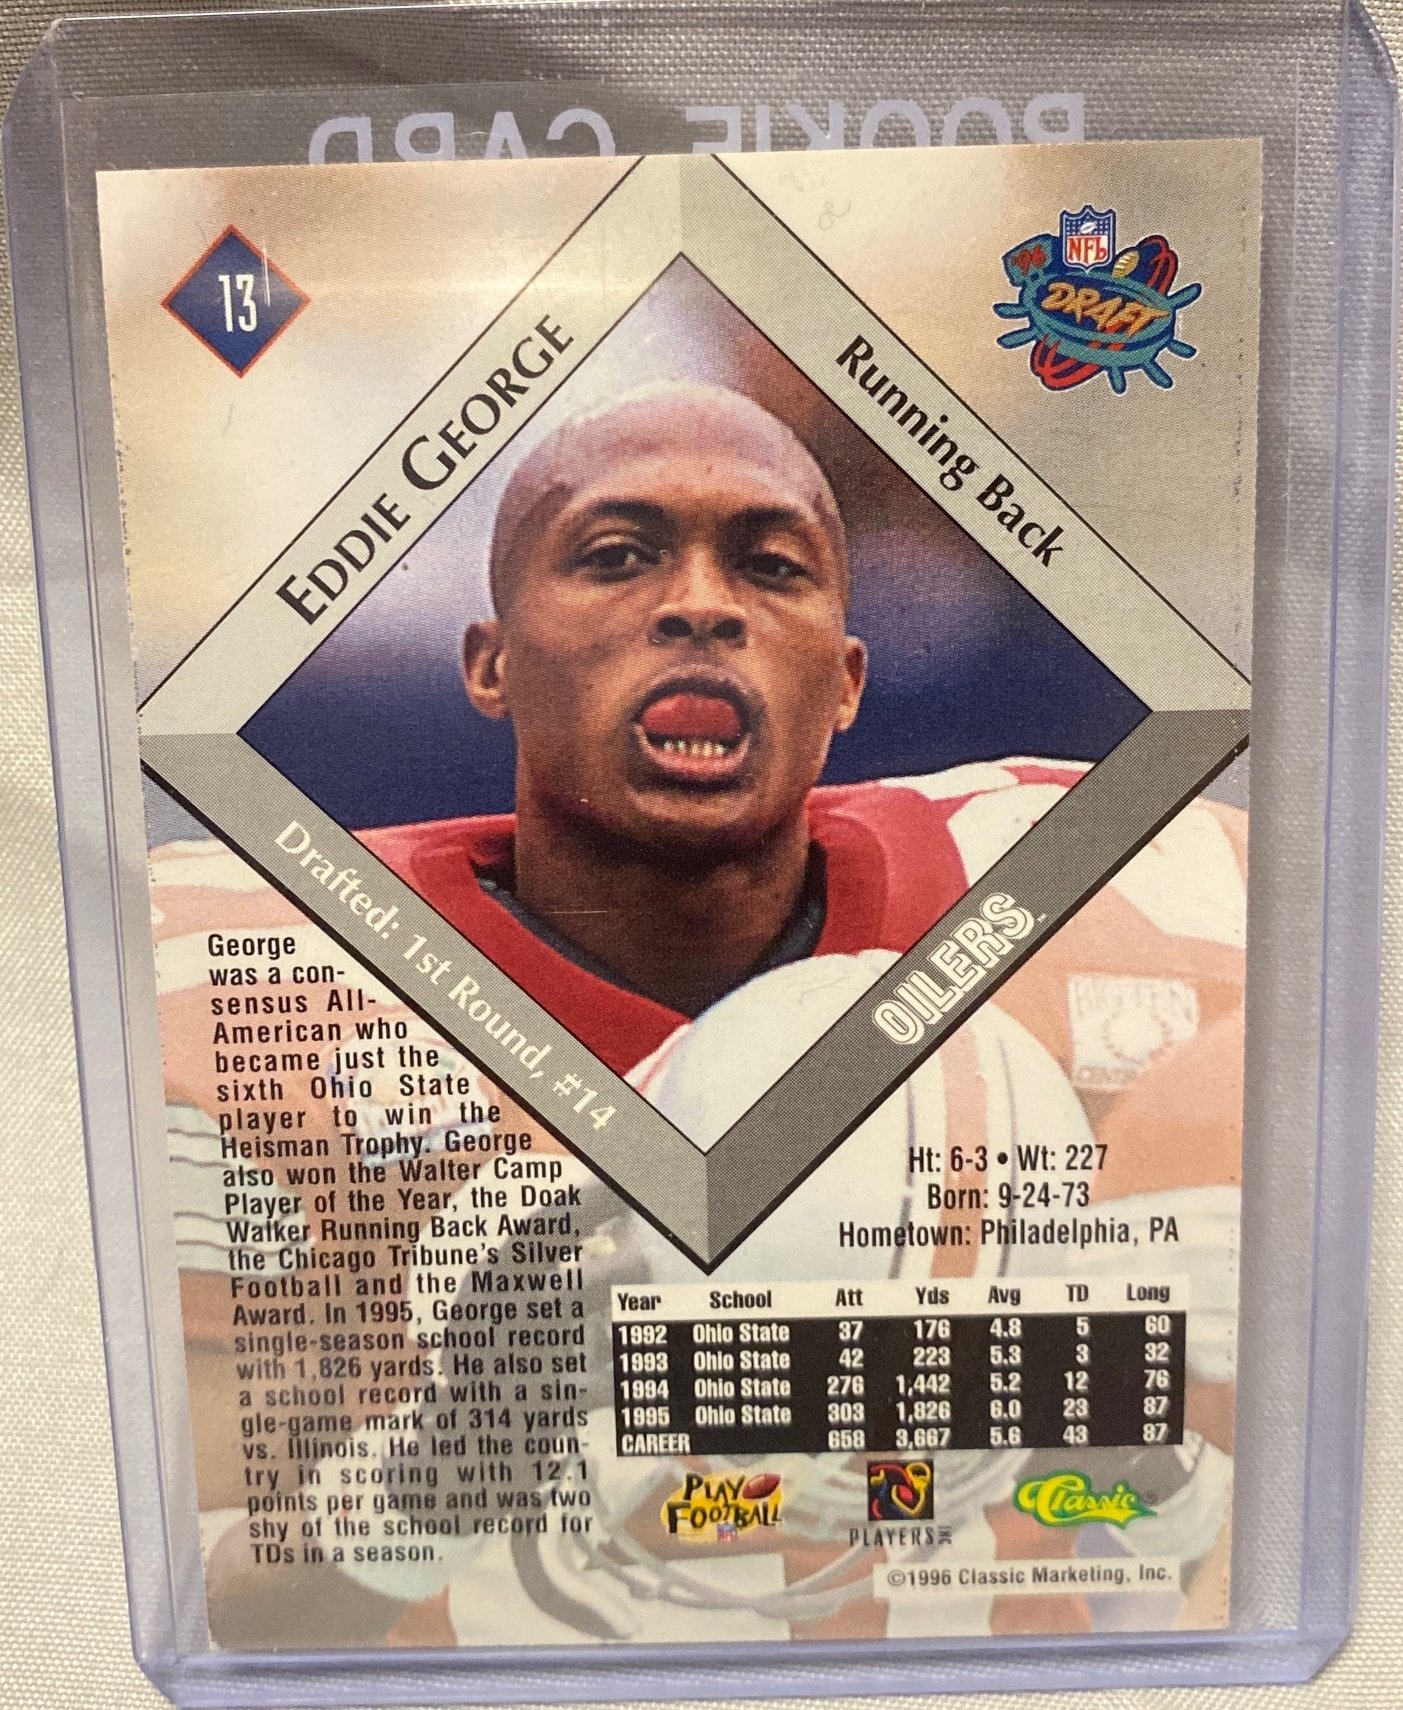 ROOKIE CARD
13
EDDIE GEORGE
Running Back
'96
NFL
DRAFT
Drafted: 1st Round, #14
OILERS™
George
was a con-
sensus All-
American who
became just the
sixth Ohio State
player to win the
Heisman Trophy. George
also won the Walter Camp
Player of the Year, the Doak
Walker Running Back Award,
the Chicago Tribune's Silver
Football and the Maxwell
Award. In 1995, George set a
single-season school record
with 1,826 yards. He also set
a school record with a sin-
gle-game mark of 314 yards
vs. Illinois. He led the coun-
try in scoring with 12.1
points per game and was two
shy of the school record for
TDs in a season.
Ht: 6-3 • Wt: 227
Born: 9-24-73
Hometown: Philadelphia, PA
Year School Att Yds Avg TD Long
1992 Ohio State 37 176 4.8 5 60
1993 Ohio State 42 223 5.3 3 32
1994 Ohio State 276 1,442 5.2 12 76
1995 Ohio State 303 1,826 6.0 23 87
CAREER 658 3,667 5.6 43 87
PLAY
FOOTBALL
PLAYERS
Classic®
©1996 Classic Marketing, Inc.